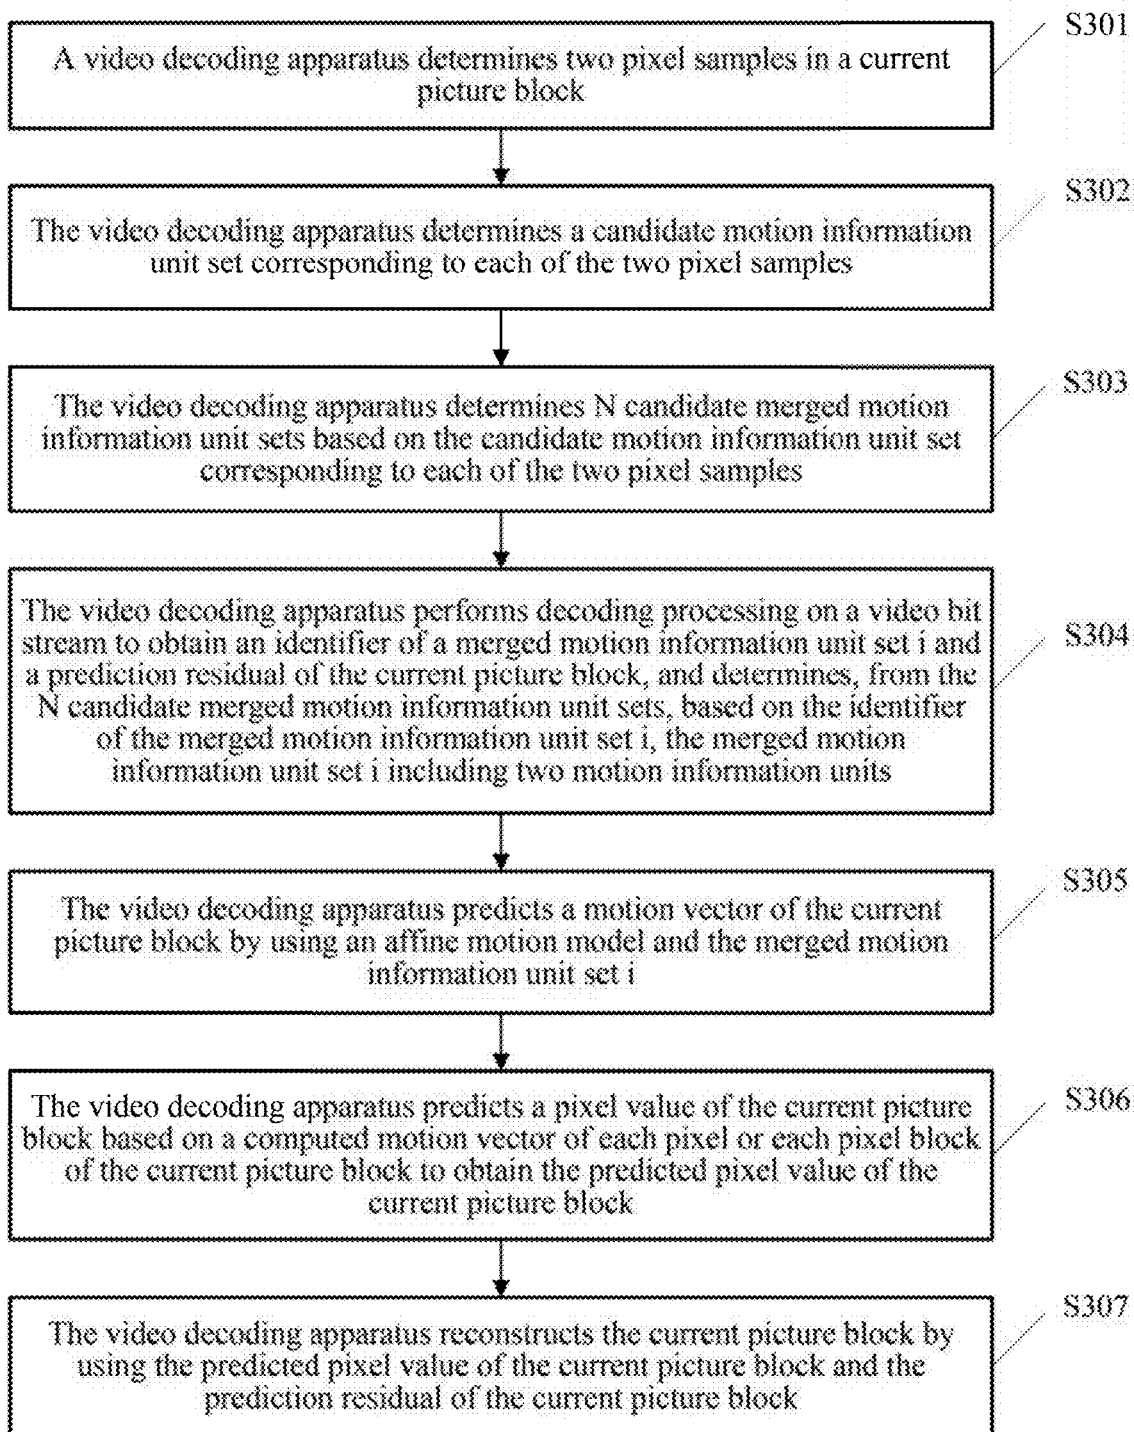 S301
A video decoding apparatus determines two pixel samples in a current
picture block
S302
The video decoding apparatus determines a candidate motion information
unit set corresponding to each of the two pixel samples
S303
The video decoding apparatus determines N candidate merged motion
information unit sets based on the candidate motion information unit set
corresponding to each of the two pixel samples
The video decoding apparatus performs decoding processing on a video bit
stream to obtain an identifier of a merged motion information unit set i and
a prediction residual of the current picture block, and determines, from the
N candidate merged motion information unit sets, based on the identifier
of the merged motion information unit set i, the merged motion
information unit set i including two motion information units
S304
S305
The video decoding apparatus predicts a motion vector of the current
picture block by using an affine motion model and the merged motion
information unit set i
S306
The video decoding apparatus predicts a pixel value of the current picture
block based on a computed motion vector of each pixel or each pixel block
of the current picture block to obtain the predicted pixel value of the
current picture block
S307
The video decoding apparatus reconstructs the current picture block by
using the predicted pixel value of the current picture block and the
prediction residual of the current picture block